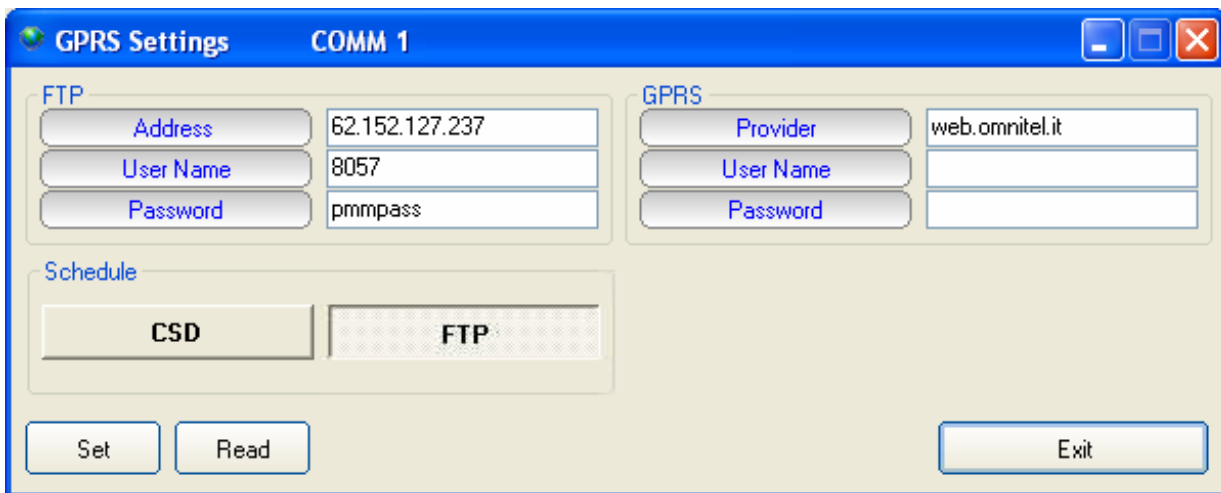 GPRS Settings COMM 1
FTP
Address 62.152.127.237
User Name 8057
Password pmmpass
GPRS
Provider web.omnitel.it
User Name
Password
Schedule
CSD FTP
Set Read Exit